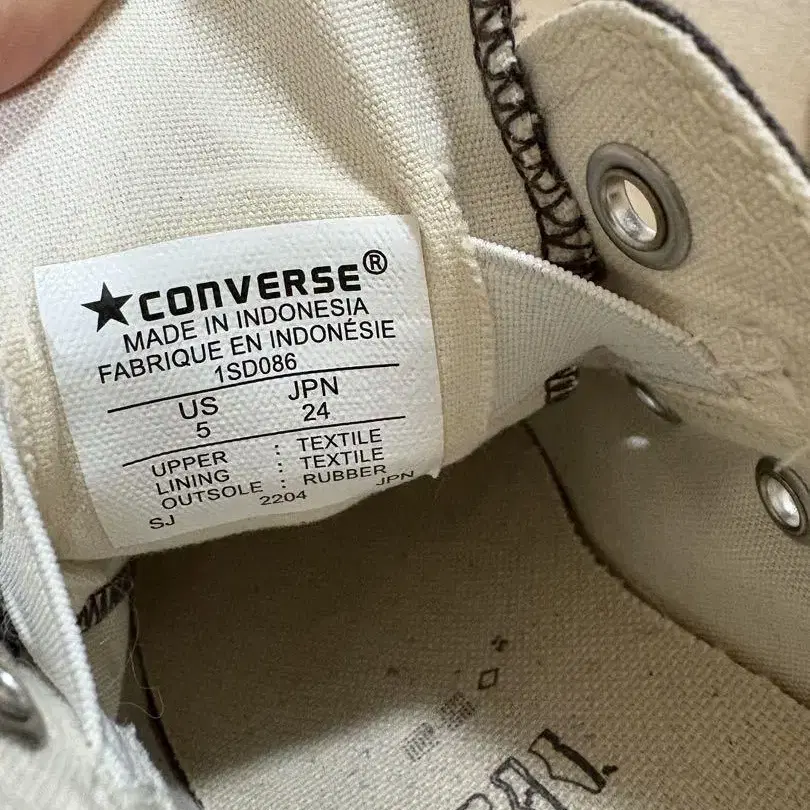 ★CONVERSE®
MADE IN INDONESIA
FABRIQUE EN INDONÉSIE
1SD086
US JPN
5 24
UPPER : TEXTILE
LINING : TEXTILE
OUTSOLE : RUBBER
SJ 2204 JPN